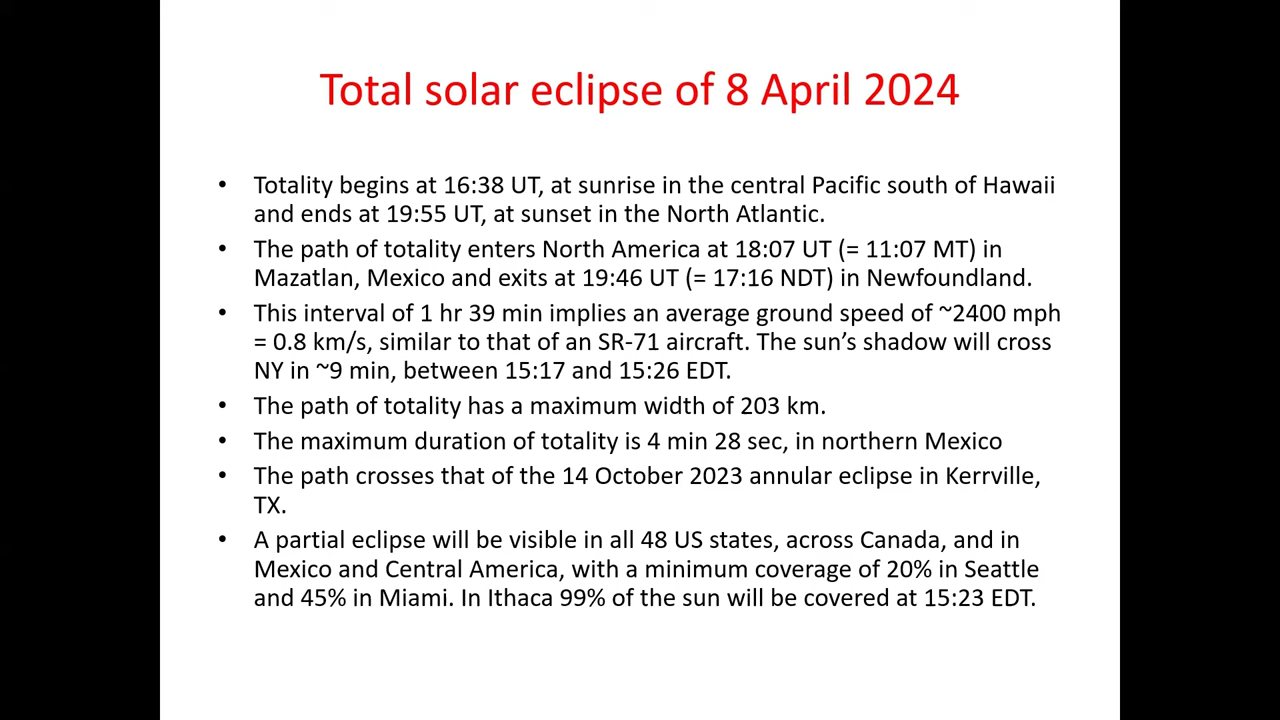 Total solar eclipse of 8 April 2024
• Totality begins at 16:38 UT, at sunrise in the central Pacific south of Hawaii
and ends at 19:55 UT, at sunset in the North Atlantic.
• The path of totality enters North America at 18:07 UT (= 11:07 MT) in
Mazatlan, Mexico and exits at 19:46 UT (= 17:16 NDT) in Newfoundland.
• This interval of 1 hr 39 min implies an average ground speed of ~2400 mph
= 0.8 km/s, similar to that of an SR-71 aircraft. The sun’s shadow will cross
NY in ~9 min, between 15:17 and 15:26 EDT.
• The path of totality has a maximum width of 203 km.
• The maximum duration of totality is 4 min 28 sec, in northern Mexico
• The path crosses that of the 14 October 2023 annular eclipse in Kerrville,
TX.
• A partial eclipse will be visible in all 48 US states, across Canada, and in
Mexico and Central America, with a minimum coverage of 20% in Seattle
and 45% in Miami. In Ithaca 99% of the sun will be covered at 15:23 EDT.